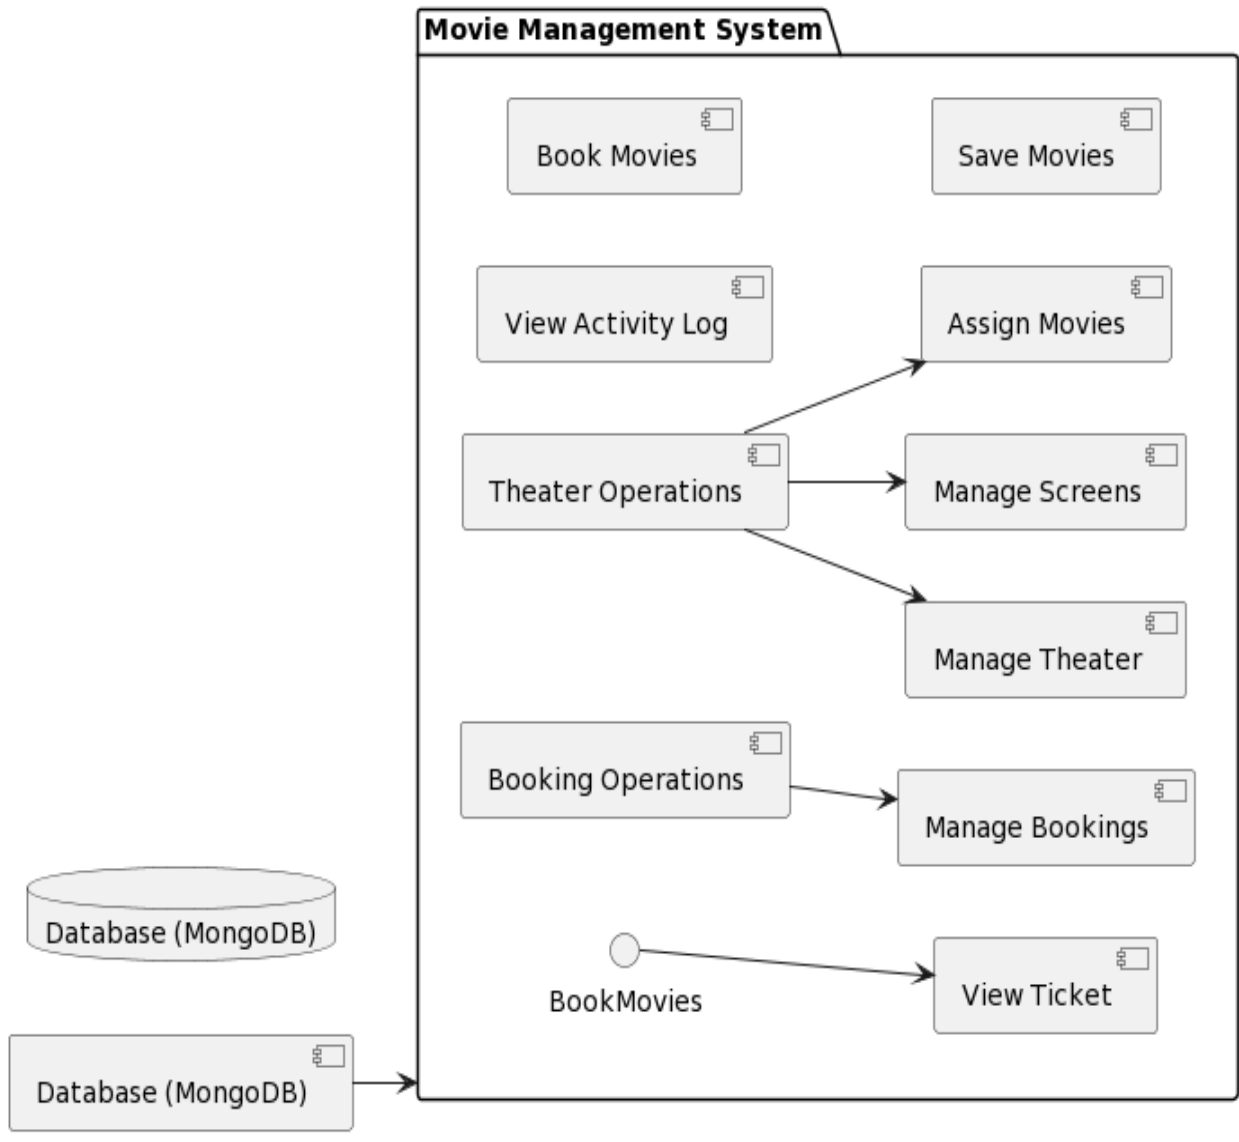 Movie Management System
Book Movies
Save Movies
View Activity Log
Assign Movies
Theater Operations
Manage Screens
Manage Theater
Booking Operations
Manage Bookings
Database (MongoDB)
BookMovies
View Ticket
Database (MongoDB)